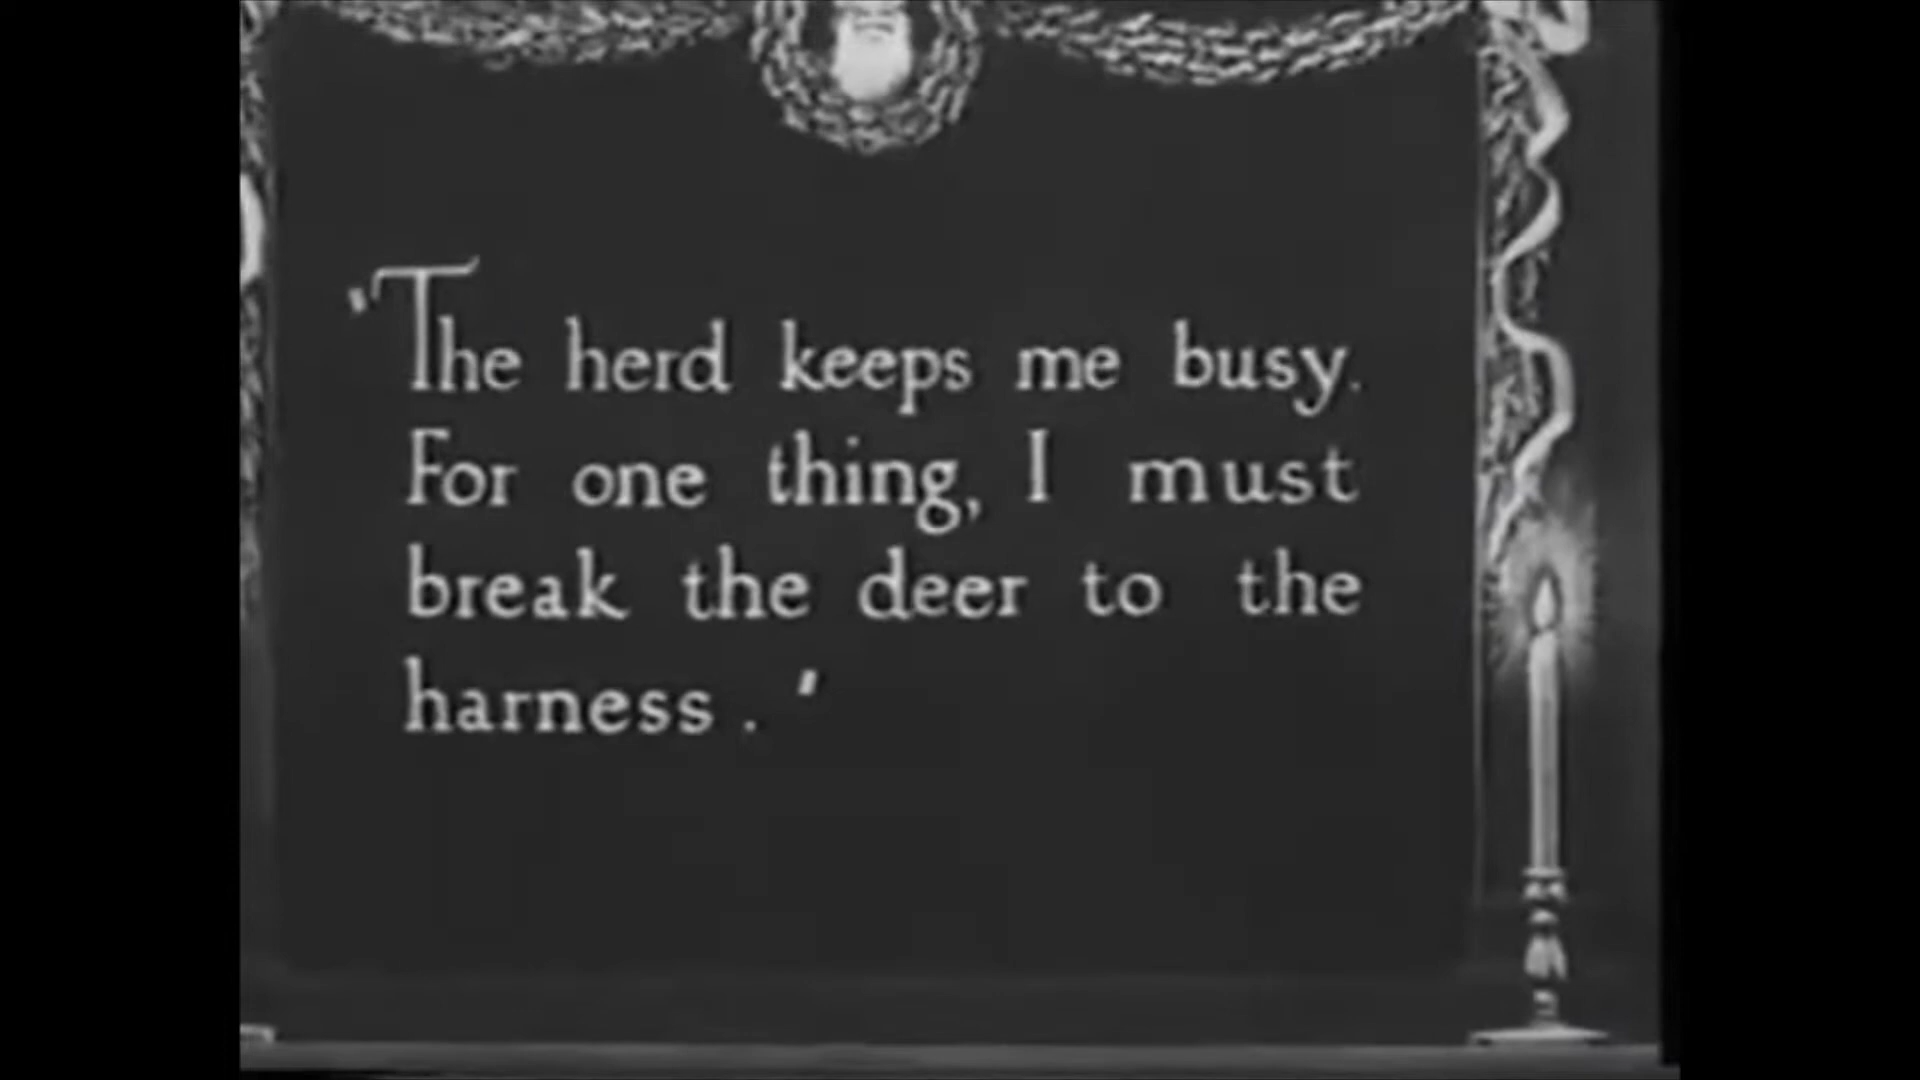 'The herd keeps me busy.
For one thing, I must
break the deer to the
harness . '